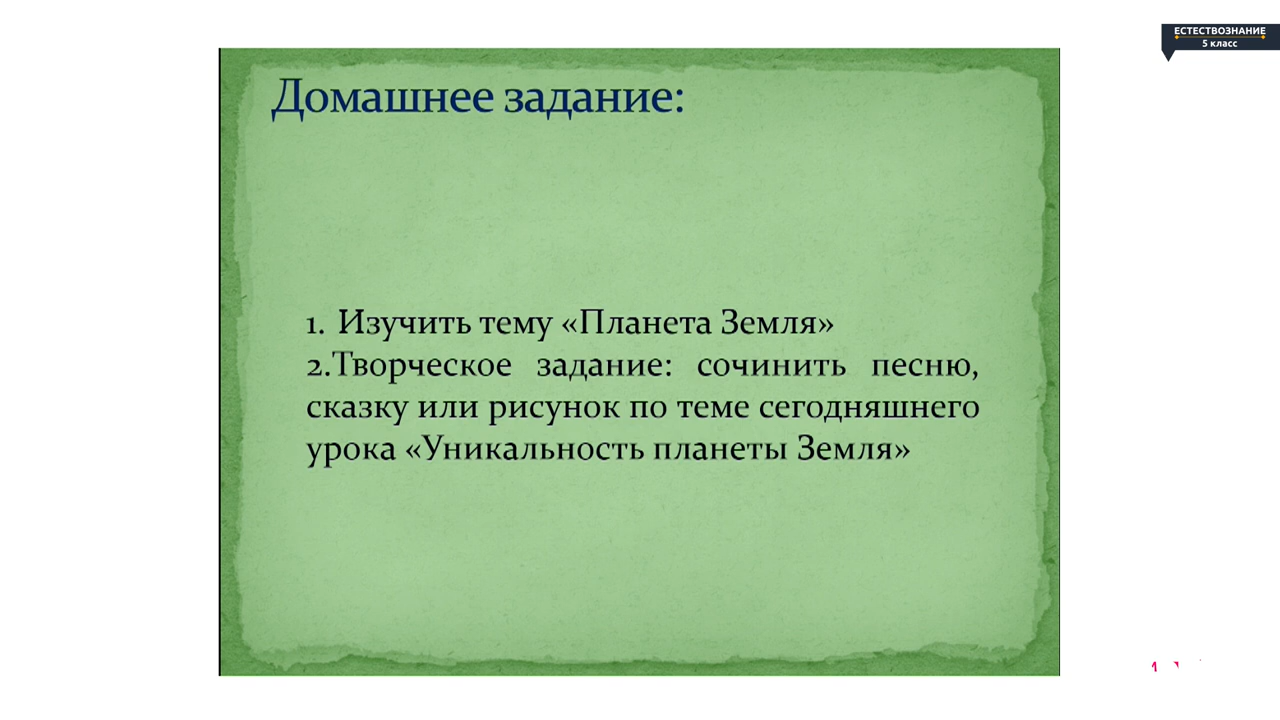 ЕСТЕСТВОЗНАНИЕ
5 класс
Домашнее задание:
1. Изучить тему «Планета Земля»
2.Творческое задание: сочинить песню,
сказку или рисунок по теме сегодняшнего
урока «Уникальность планеты Земля»